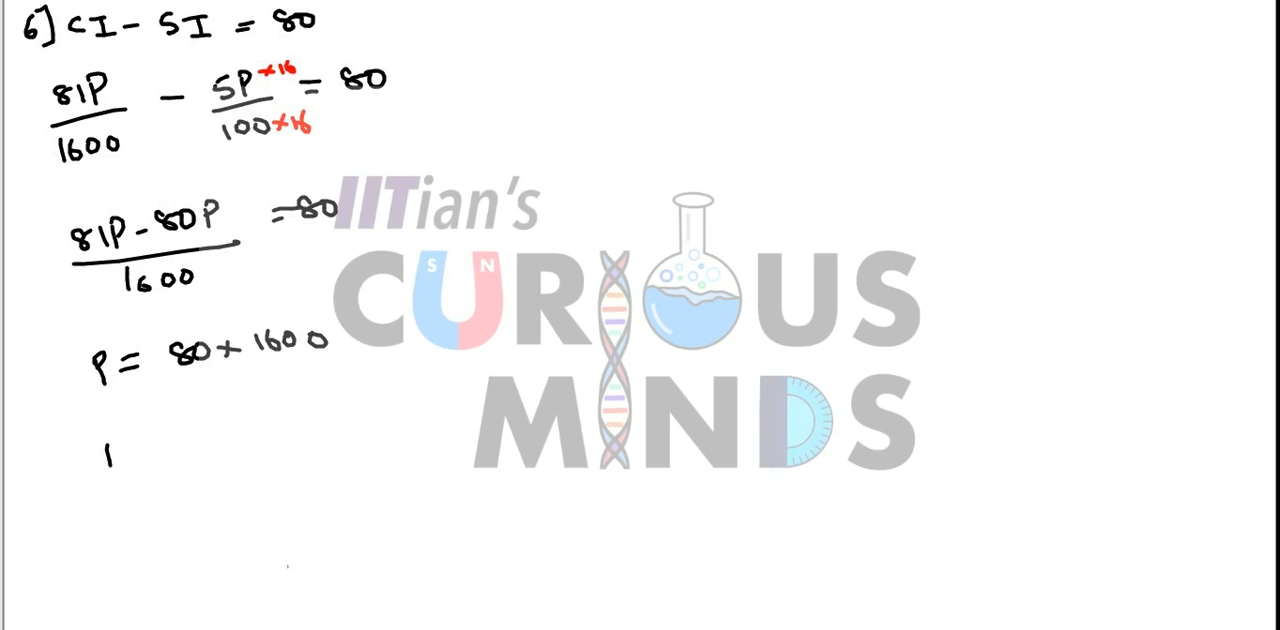 6] CI - SI = 80
81P/1600 - 5P×16/100×16 = 80
81P - 80P/1600 = 80
P = 80 × 1600
1
IITian's
CURIOUS
S N
MINDS